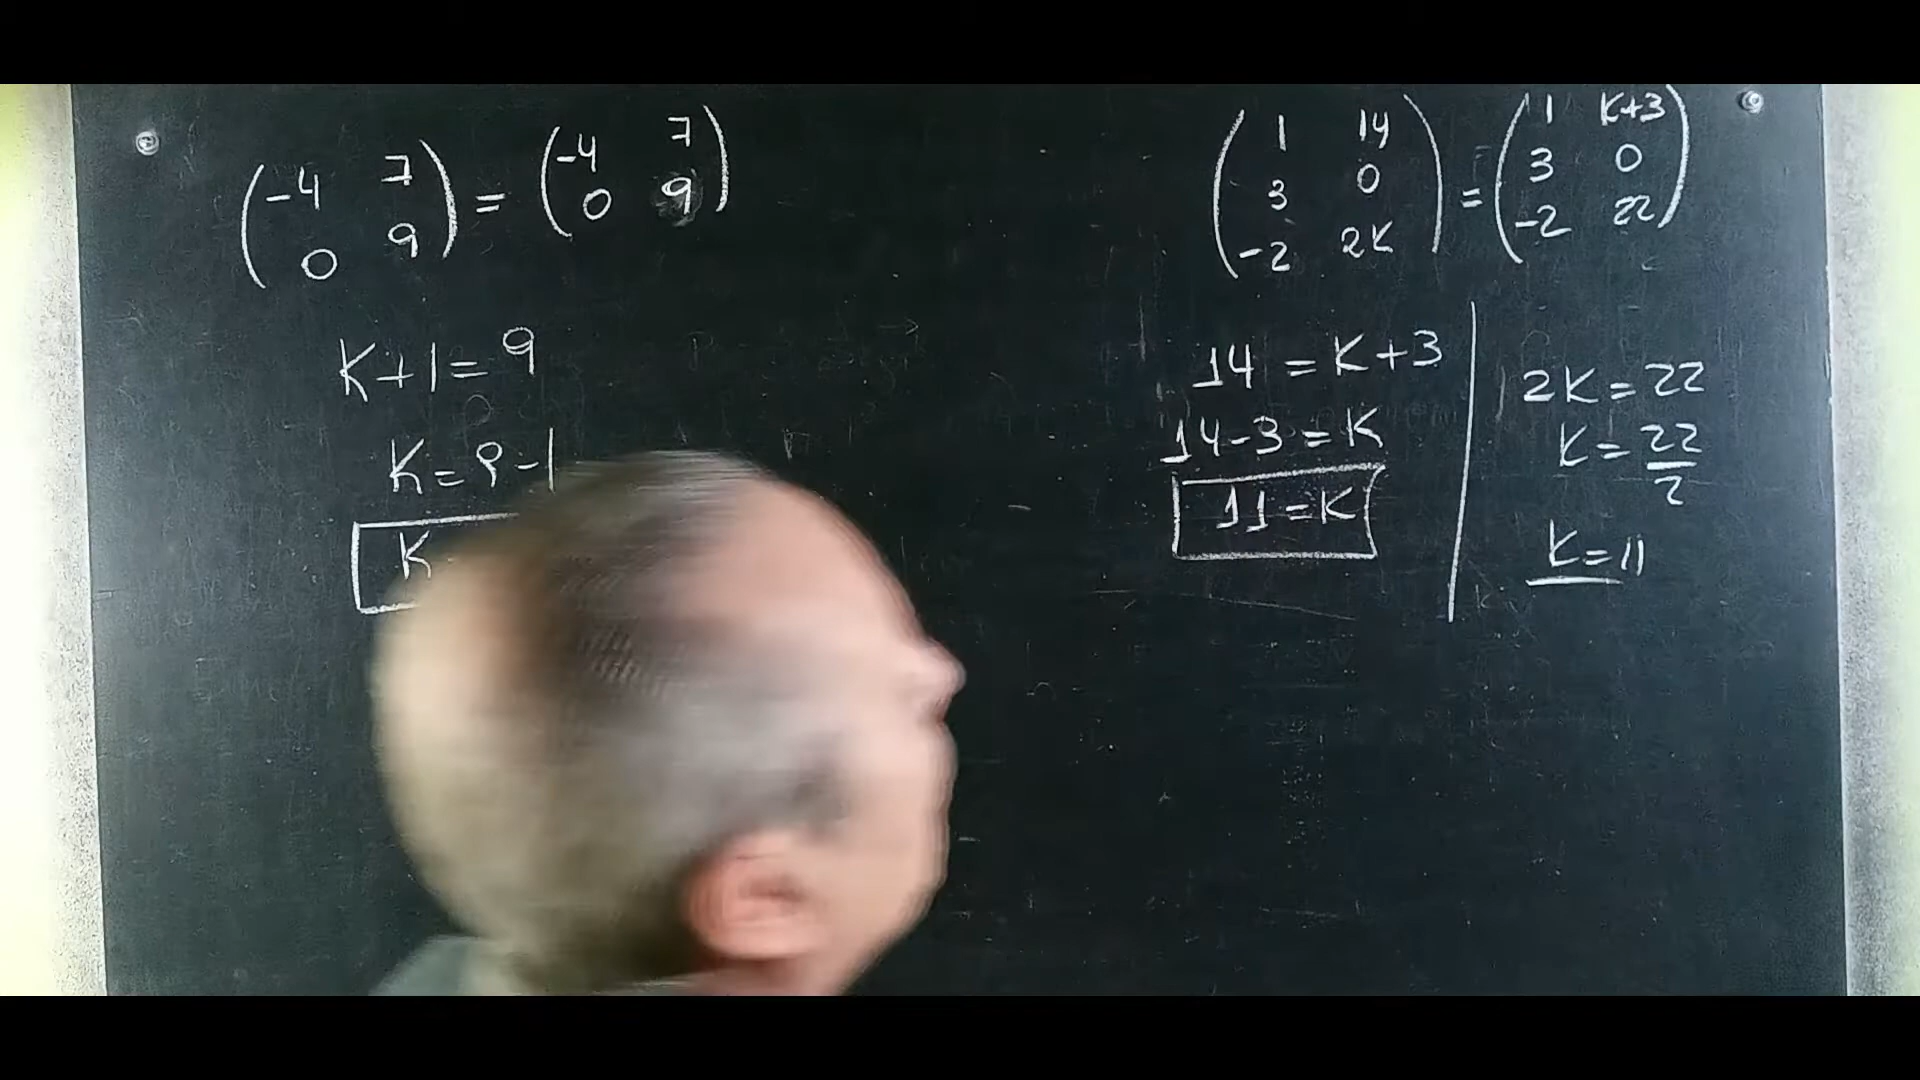 (-4 7
0 9) = (-4 7
0 9)
K+1=9
K=9-1
K
(1 14
3 0
-2 2K) = (1 K+3
3 0
-2 22)
14=K+3
14-3=K
11=K
2K=22
K=22/2
K=11